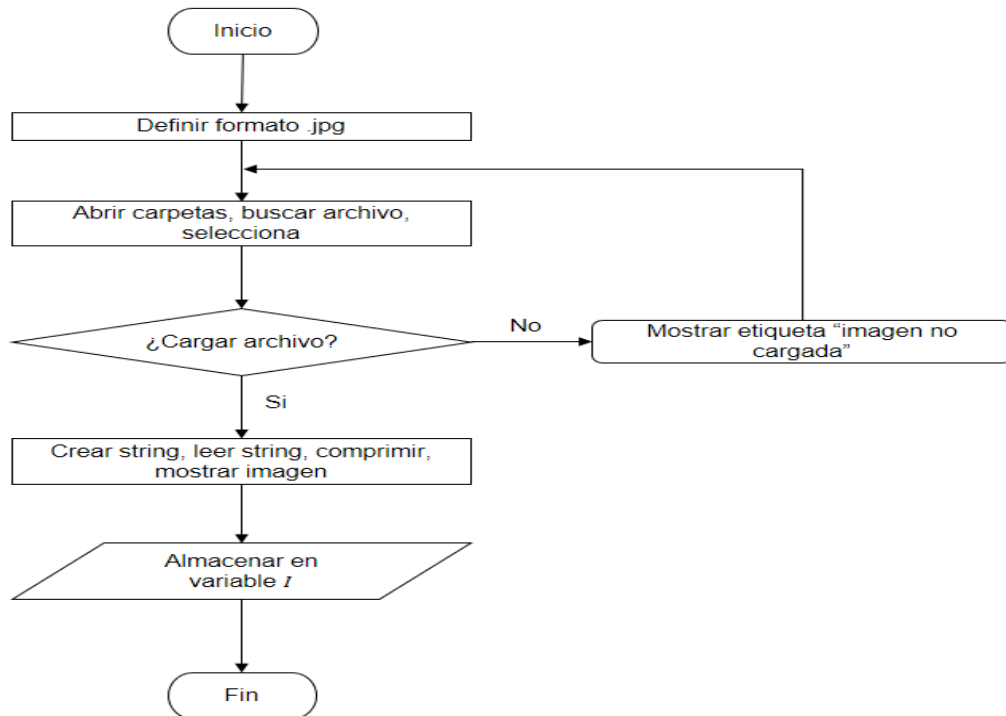 Inicio
Definir formato .jpg
Abrir carpetas, buscar archivo,
selecciona
¿Cargar archivo?
No
Mostrar etiqueta “imagen no
cargada”
Si
Crear string, leer string, comprimir,
mostrar imagen
Almacenar en
variable I
Fin